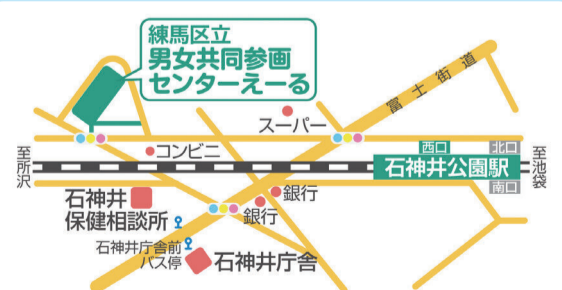 練馬区立
男女共同参画
センターえーる
富士街道
スーパー
コンビニ
西口
北口
石神井公園駅
南口
至所沢
至池袋
石神井
保健相談所
銀行
銀行
石神井庁舎前
バス停
石神井庁舎